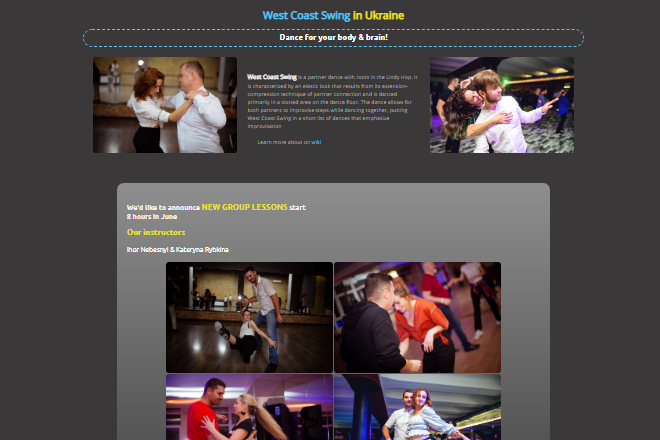 West Coast Swing in Ukraine
Dance for your body & brain!
West Coast Swing is a partner dance with roots in the Lindy Hop. It
is characterized by an elastic look that results from its extension-
compression technique of partner connection and is danced
primarily in a slotted area on the dance floor. The dance allows for
both partners to improvise steps while dancing together, putting
West Coast Swing in a short list of dances that emphasize
improvisation
Learn more about on wiki
We'd like to announce NEW GROUP LESSONS start
8 hours in June
Our instructors
Ihor Nebesnyi & Kateryna Rybkina